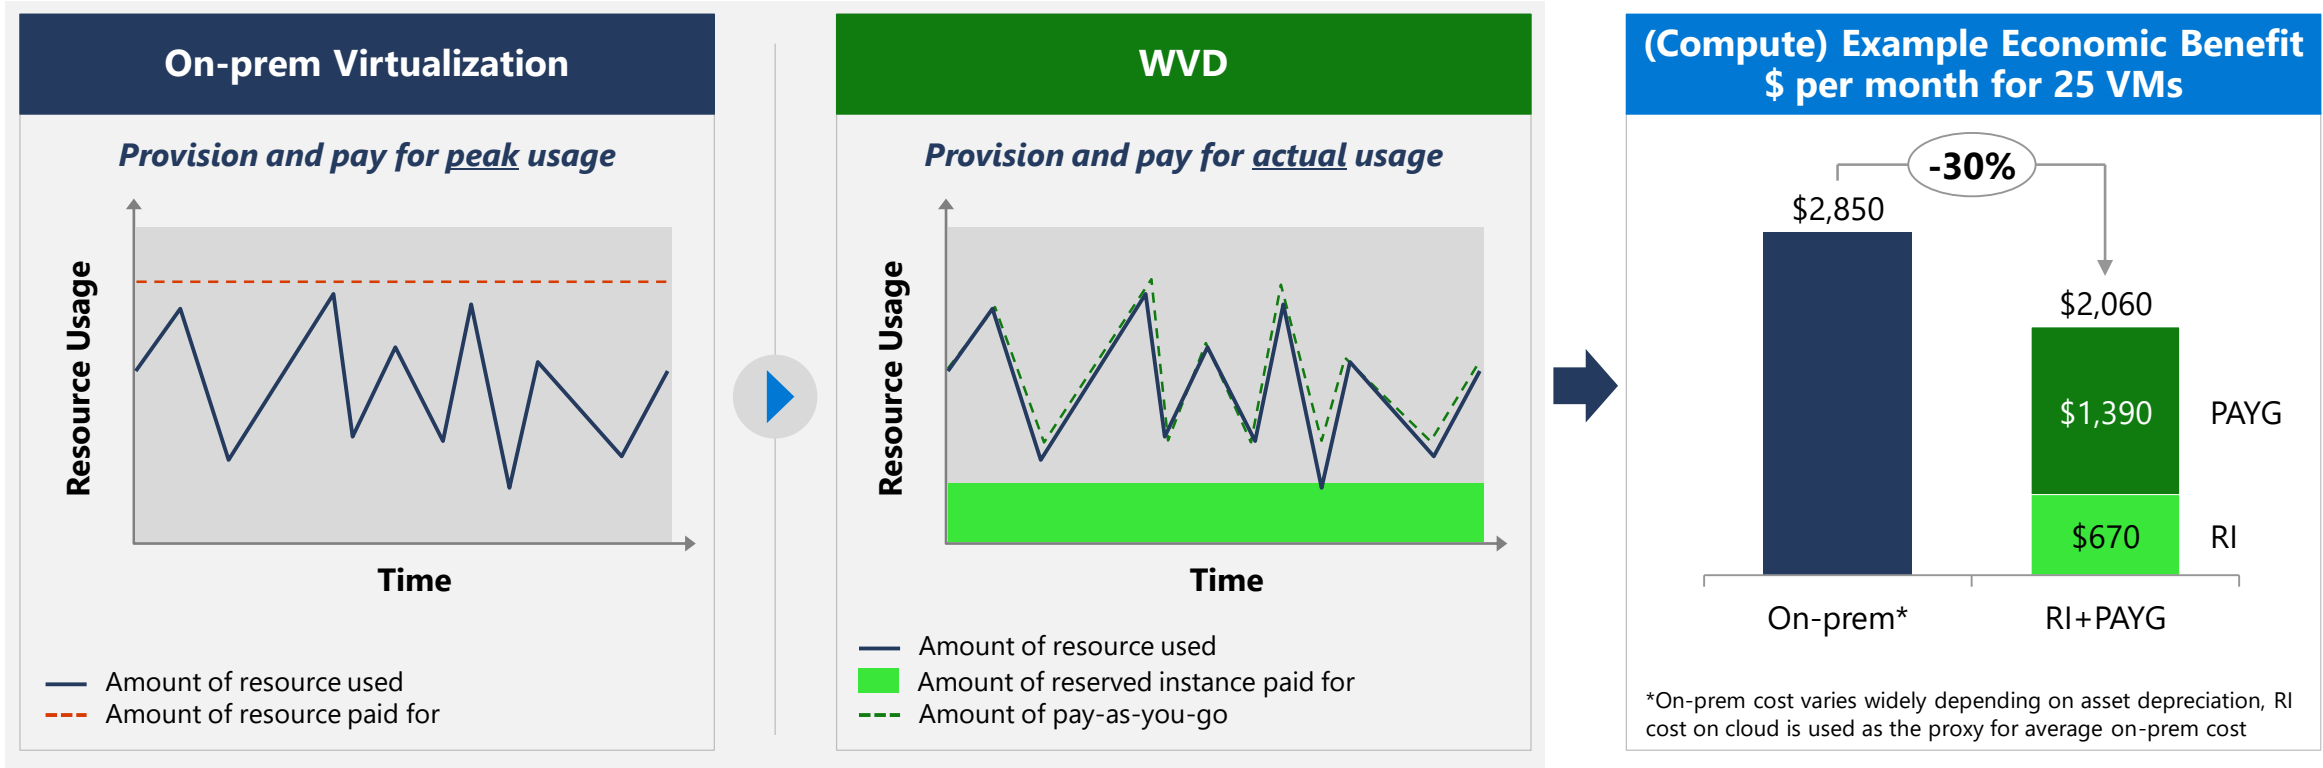 On-prem Virtualization
Provision and pay for peak usage
Resource Usage
Time
Amount of resource used
Amount of resource paid for
WVD
Provision and pay for actual usage
Resource Usage
Time
Amount of resource used
Amount of reserved instance paid for
Amount of pay-as-you-go
(Compute) Example Economic Benefit
$ per month for 25 VMs
-30%
$2,850
$2,060
$1,390
PAYG
$670
RI
On-prem*
RI+PAYG
*On-prem cost varies widely depending on asset depreciation, RI
cost on cloud is used as the proxy for average on-prem cost